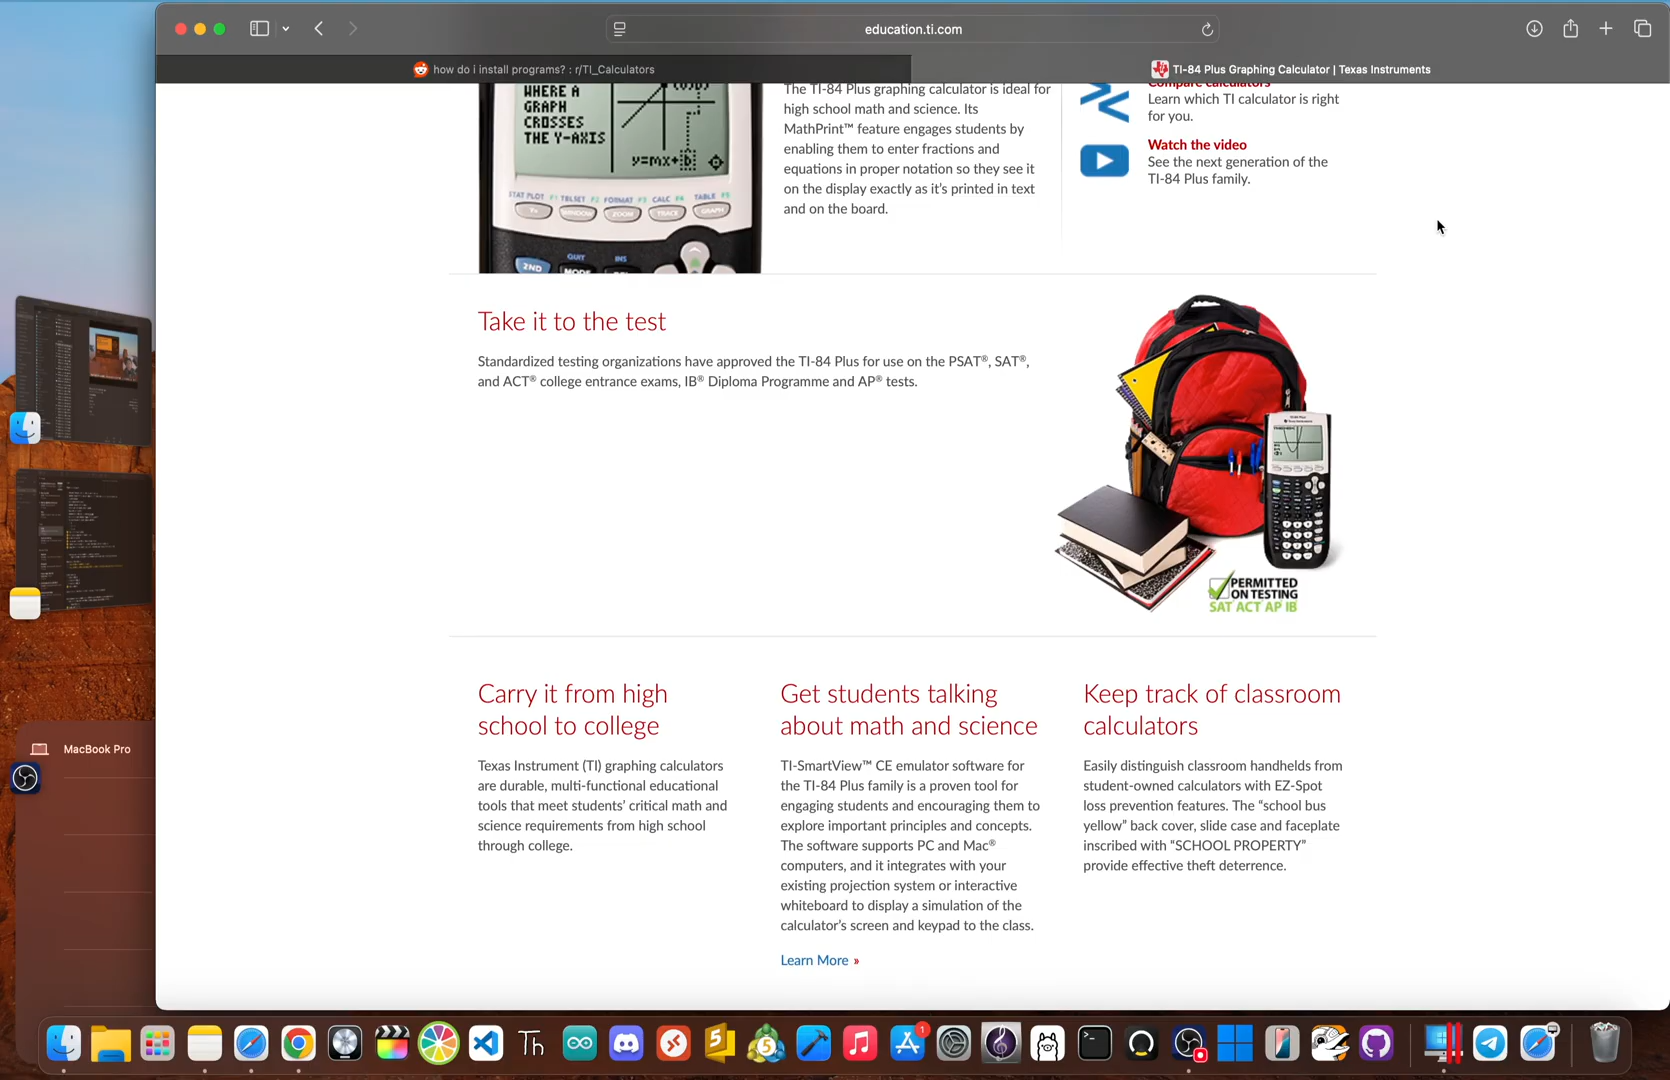 education.ti.com
how do i install programs? : r/TI_Calculators
TI-84 Plus Graphing Calculator | Texas Instruments
WHERE A
GRAPH
CROSSES
THE Y-AXIS
y=mx+b
STAT PLOT F1 TBLSET F2 FORMAT F3 CALC F4 TABLE F5
Y= WINDOW ZOOM TRACE GRAPH
QUIT INS
2ND MODE
The TI-84 Plus graphing calculator is ideal for
high school math and science. Its
MathPrint™ feature engages students by
enabling them to enter fractions and
equations in proper notation so they see it
on the display exactly as it's printed in text
and on the board.
Compare calculators
Learn which TI calculator is right
for you.
Watch the video
See the next generation of the
TI-84 Plus family.
Take it to the test
Standardized testing organizations have approved the TI-84 Plus for use on the PSAT®, SAT®,
and ACT® college entrance exams, IB® Diploma Programme and AP® tests.
PERMITTED
ON TESTING
SAT ACT AP IB
Carry it from high
school to college
Texas Instrument (TI) graphing calculators
are durable, multi-functional educational
tools that meet students' critical math and
science requirements from high school
through college.
Get students talking
about math and science
TI-SmartView™ CE emulator software for
the TI-84 Plus family is a proven tool for
engaging students and encouraging them to
explore important principles and concepts.
The software supports PC and Mac®
computers, and it integrates with your
existing projection system or interactive
whiteboard to display a simulation of the
calculator's screen and keypad to the class.
Learn More »
Keep track of classroom
calculators
Easily distinguish classroom handhelds from
student-owned calculators with EZ-Spot
loss prevention features. The "school bus
yellow" back cover, slide case and faceplate
inscribed with "SCHOOL PROPERTY"
provide effective theft deterrence.
MacBook Pro
Th
5
5
1